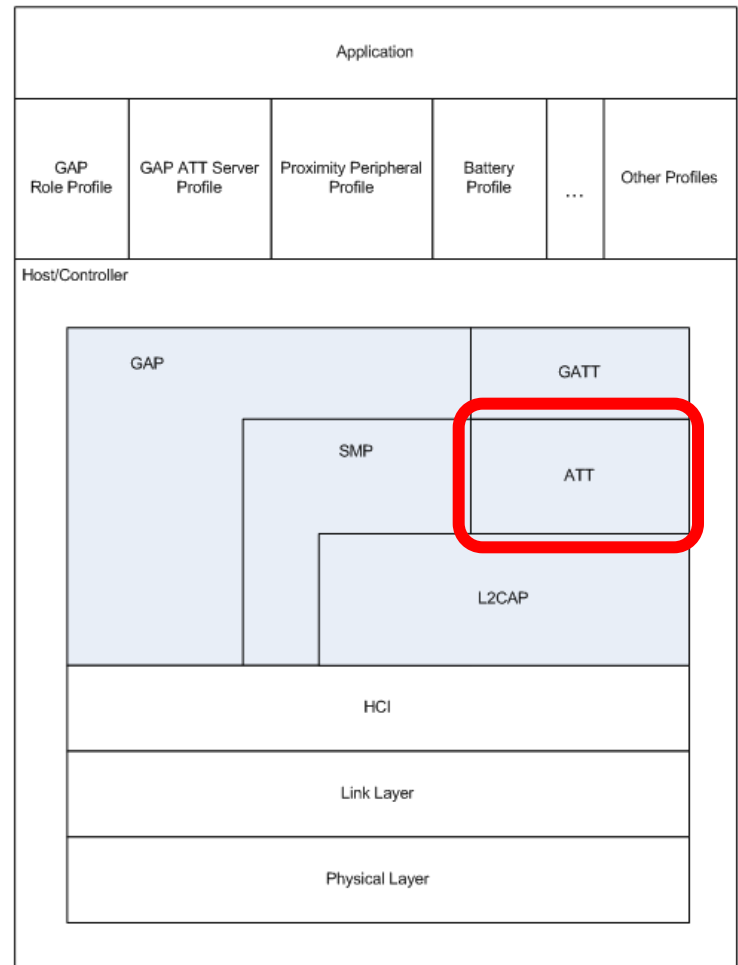 Application
GAP
Role Profile
GAP ATT Server
Profile
Proximity Peripheral
Profile
Battery
Profile
...
Other Profiles
Host/Controller
GAP
GATT
SMP
ATT
L2CAP
HCI
Link Layer
Physical Layer